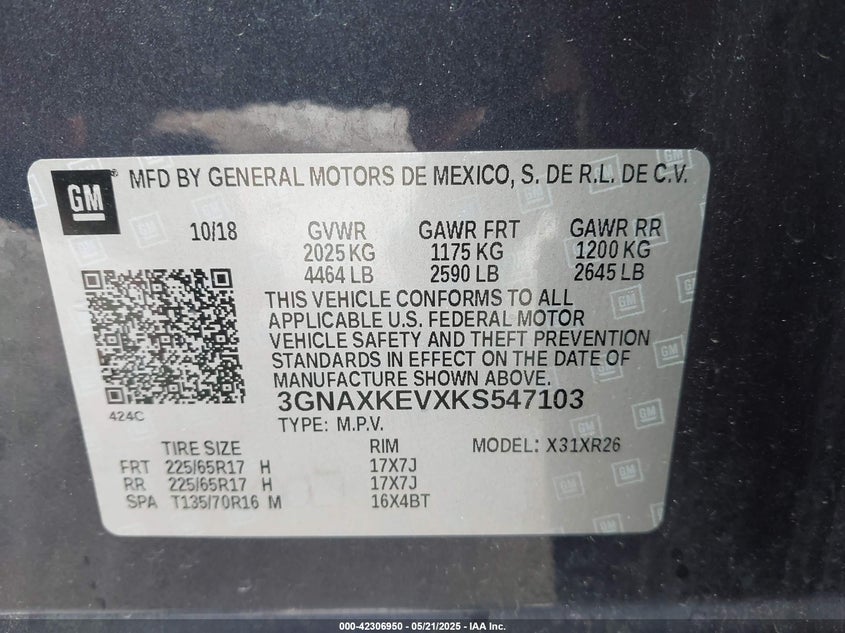 GM
MFD BY GENERAL MOTORS DE MEXICO, S. DE R.L. DE C.V.
10/18 GVWR GAWR FRT GAWR RR
2025 KG 1175 KG 1200 KG
4464 LB 2590 LB 2645 LB
THIS VEHICLE CONFORMS TO ALL
APPLICABLE U.S. FEDERAL MOTOR
VEHICLE SAFETY AND THEFT PREVENTION
STANDARDS IN EFFECT ON THE DATE OF
MANUFACTURE SHOWN ABOVE.
424C
3GNAXKEVXKS547103
TYPE: M.P.V.
TIRE SIZE RIM MODEL: X31XR26
FRT 225/65R17 H 17X7J
RR 225/65R17 H 17X7J
SPA T135/70R16 M 16X4BT
000-42306950 - 05/21/2025 - IAA Inc.